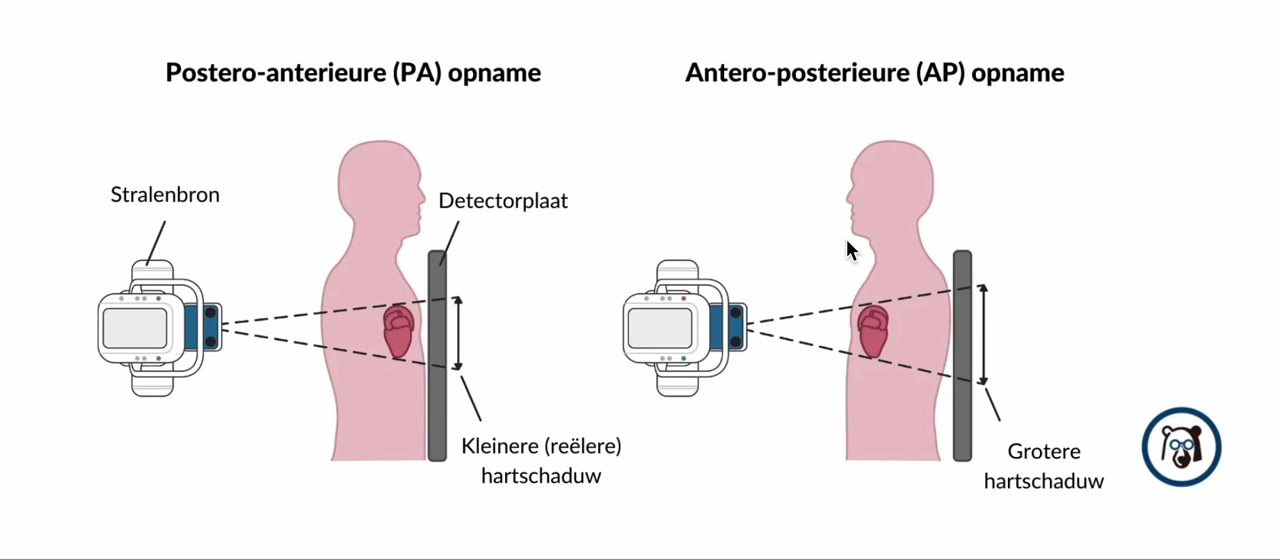 Postero-anterieure (PA) opname
Antero-posterieure (AP) opname
Stralenbron
Detectorplaat
Kleinere (reëlere)
hartschaduw
Grotere
hartschaduw